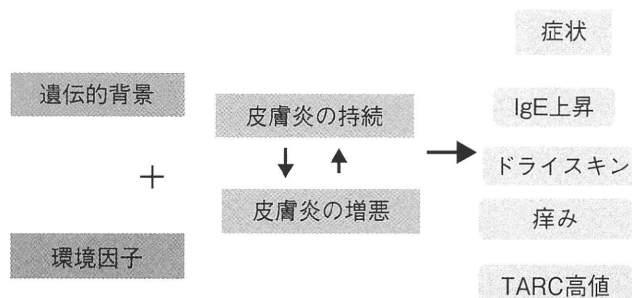 遺伝的背景
+
環境因子
皮膚炎の持続
皮膚炎の増悪
症状
IgE上昇
ドライスキン
痒み
TARC高値